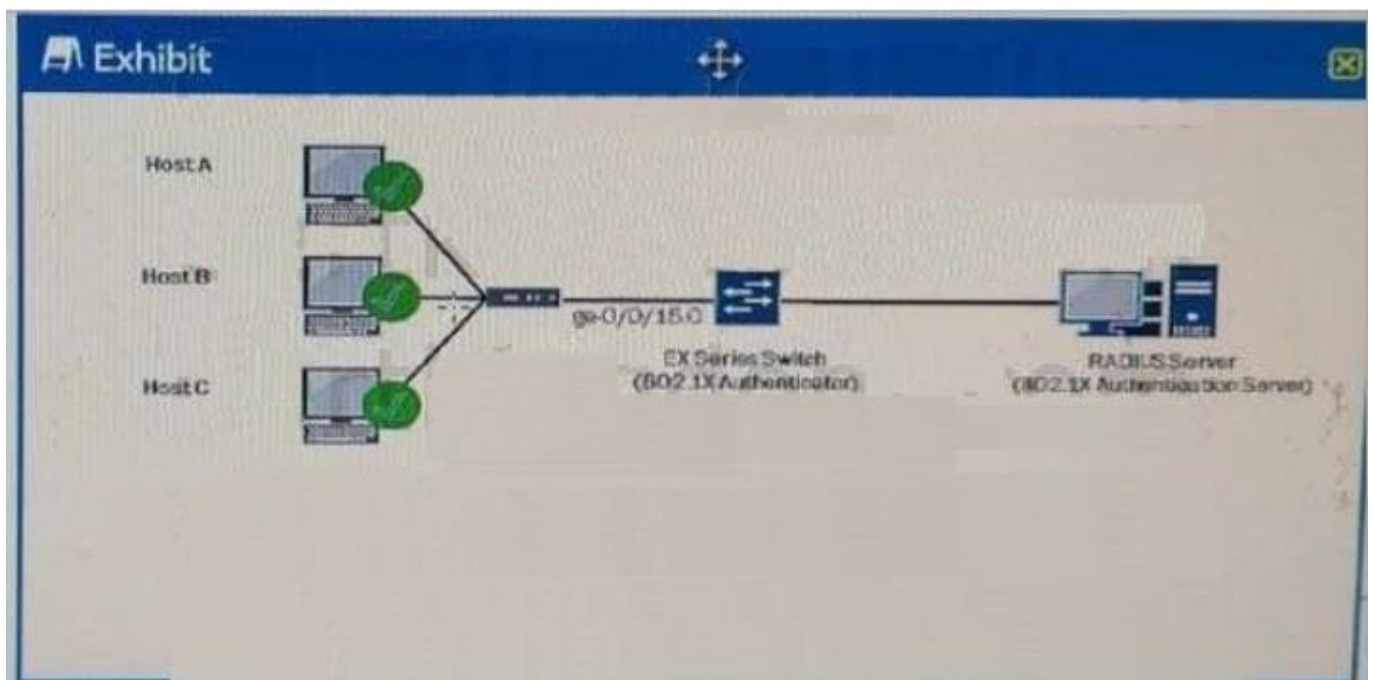 Exhibit
Host A
Host B
Host C
ge-0/0/15.0
EX Series Switch
(802.1X Authenticator)
RADIUS Server
(802.1X Authentication Server)